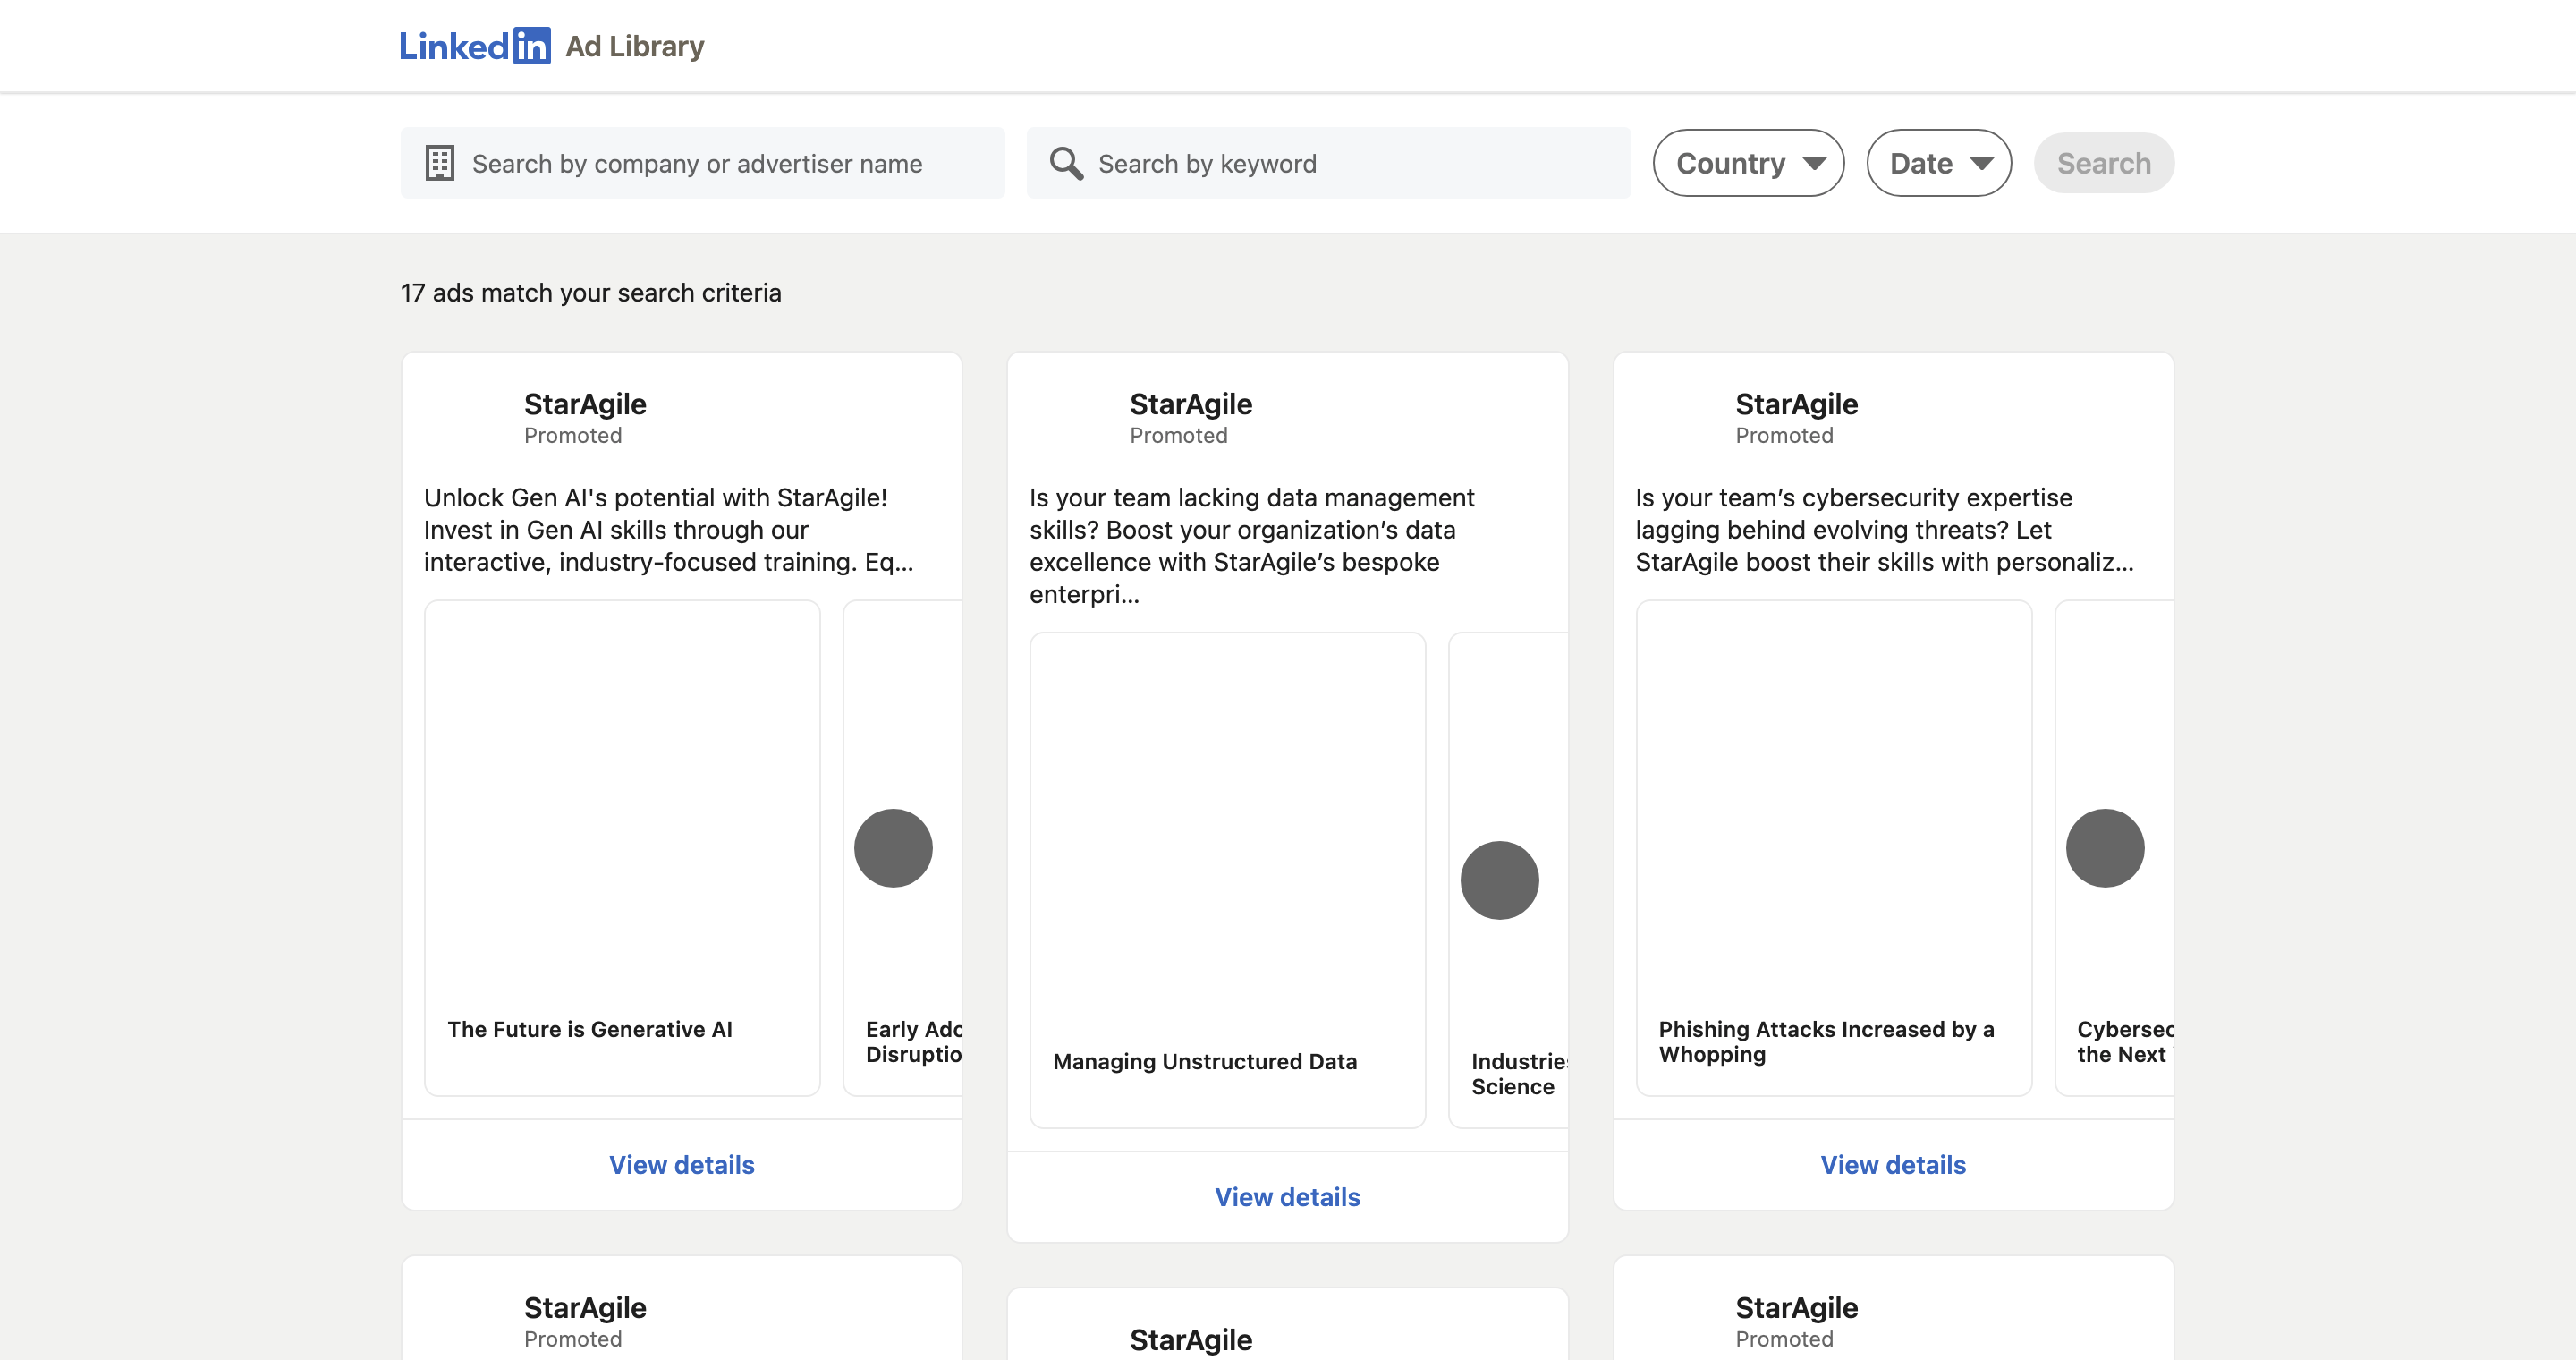 LinkedIn Ad Library
Search by company or advertiser name
Search by keyword
Country
Date
Search
17 ads match your search criteria
StarAgile
Promoted
Unlock Gen AI's potential with StarAgile!
Invest in Gen AI skills through our
interactive, industry-focused training. Eq...
The Future is Generative AI
Early Adc
Disruptio
View details
StarAgile
Promoted
Is your team lacking data management
skills? Boost your organization’s data
excellence with StarAgile’s bespoke
enterpri...
Managing Unstructured Data
Industries
Science
View details
StarAgile
Promoted
Is your team’s cybersecurity expertise
lagging behind evolving threats? Let
StarAgile boost their skills with personaliz...
Phishing Attacks Increased by a
Whopping
Cybersec
the Next
View details
StarAgile
Promoted
StarAgile
StarAgile
Promoted